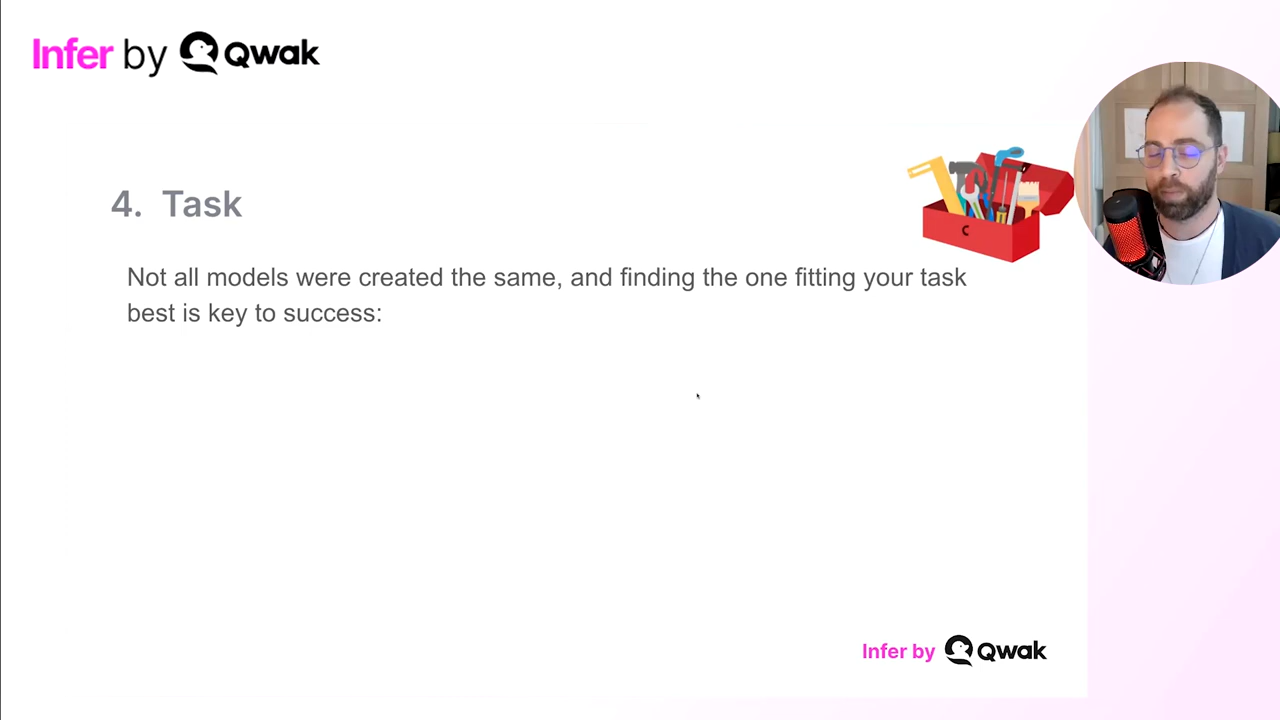 Infer by Qwak
4. Task
Not all models were created the same, and finding the one fitting your task
best is key to success:
Infer by Qwak